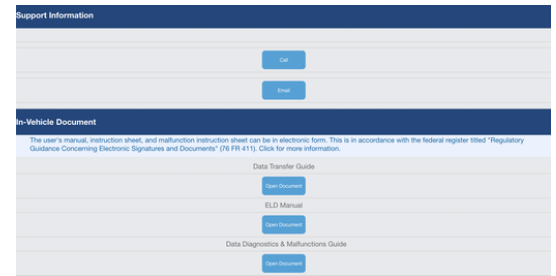 Support Information
Call
Email
In-Vehicle Document
The user's manual, instruction sheet, and malfunction instruction sheet can be in electronic form. This is in accordance with the federal register titled "Regulatory
Guidance Concerning Electronic Signatures and Documents" (76 FR 411). Click for more information.
Data Transfer Guide
Open Document
ELD Manual
Open Document
Data Diagnostics & Malfunctions Guide
Open Document